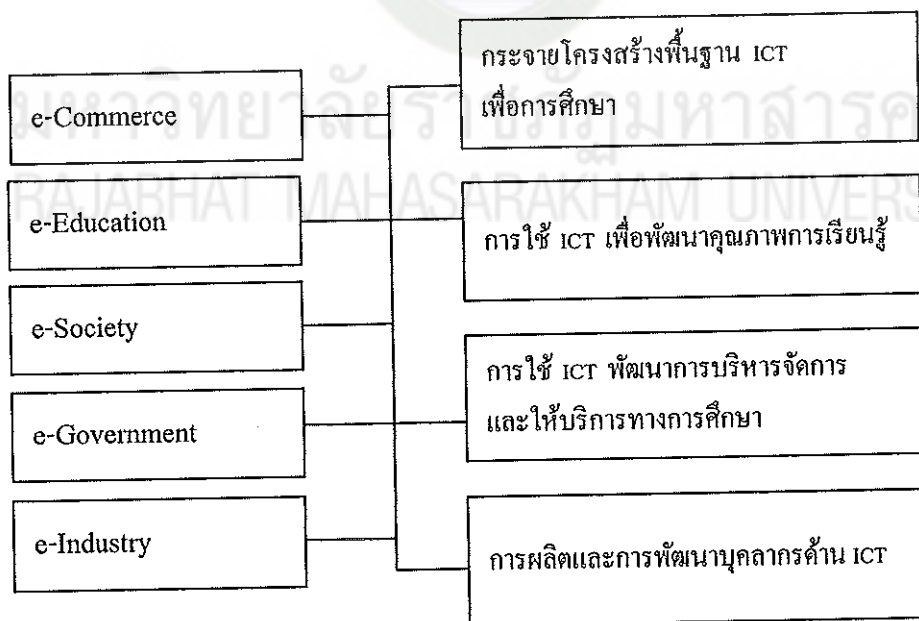 e-Commerce
e-Education
e-Society
e-Government
e-Industry
กระจายโครงสร้างพื้นฐาน ICT
เพื่อการศึกษา
การใช้ ICT เพื่อพัฒนาคุณภาพการเรียนรู้
การใช้ ICT พัฒนาการบริหารจัดการ
และให้บริการทางการศึกษา
การผลิตและการพัฒนาบุคลากรด้าน ICT
มหาวิทยาลัยราชภัฏมหาสารค
RAJABHAT MAHASARAKHAM UNIVERS